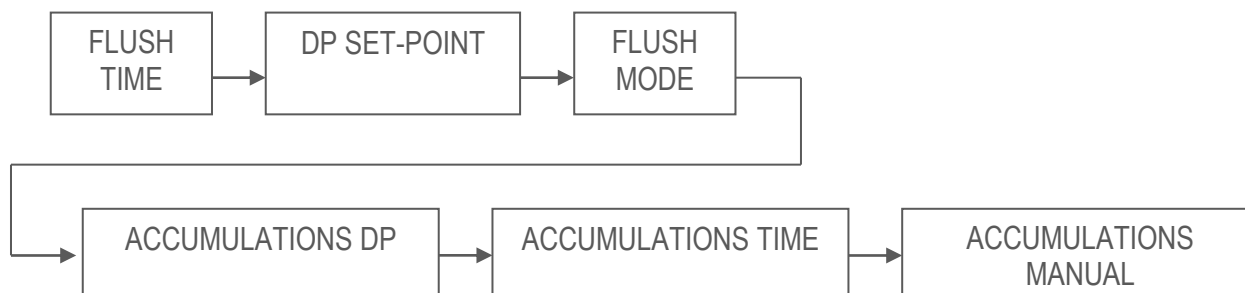 FLUSH
TIME
DP SET-POINT
FLUSH
MODE
ACCUMULATIONS DP
ACCUMULATIONS TIME
ACCUMULATIONS
MANUAL